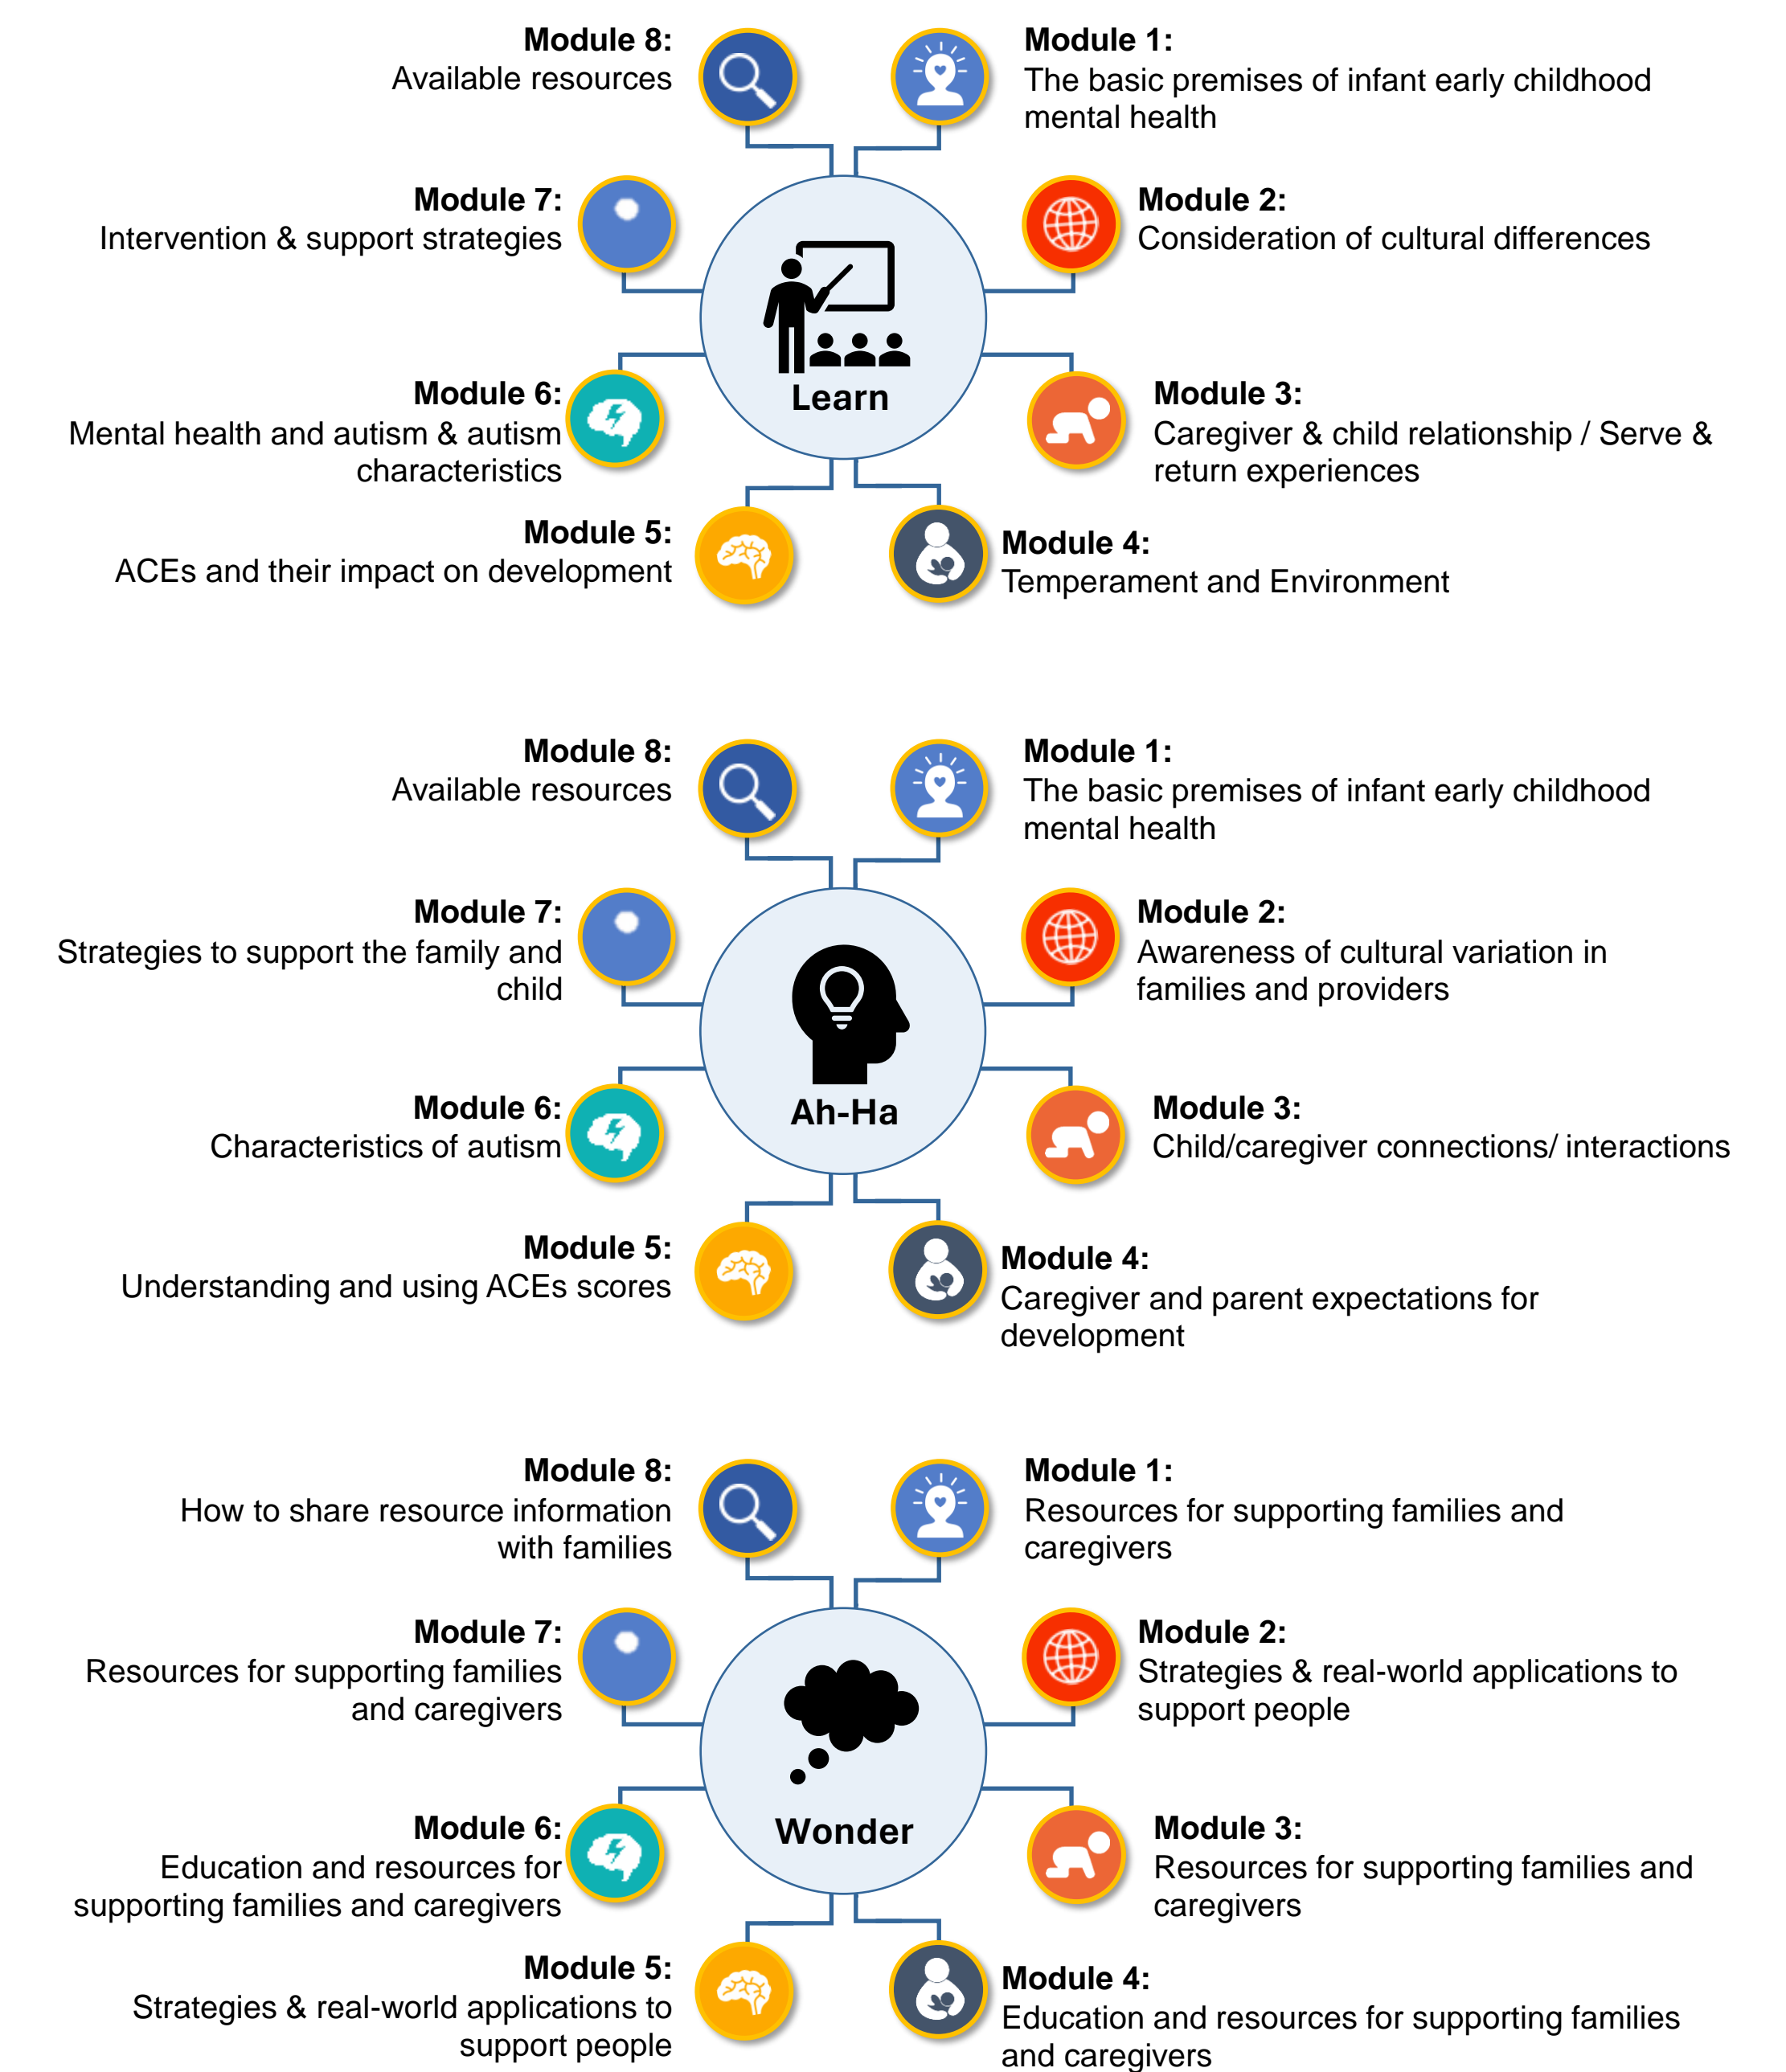 Module 8:
Available resources
Module 1:
The basic premises of infant early childhood
mental health
Module 7:
Intervention & support strategies
Module 2:
Consideration of cultural differences
Learn
Module 6:
Mental health and autism & autism
characteristics
Module 3:
Caregiver & child relationship / Serve &
return experiences
Module 5:
ACEs and their impact on development
Module 4:
Temperament and Environment
Module 8:
Available resources
Module 1:
The basic premises of infant early childhood
mental health
Module 7:
Strategies to support the family and
child
Module 2:
Awareness of cultural variation in
families and providers
Ah-Ha
Module 6:
Characteristics of autism
Module 3:
Child/caregiver connections/ interactions
Module 5:
Understanding and using ACEs scores
Module 4:
Caregiver and parent expectations for
development
Module 8:
How to share resource information
with families
Module 1:
Resources for supporting families and
caregivers
Module 7:
Resources for supporting families
and caregivers
Module 2:
Strategies & real-world applications to
support people
Wonder
Module 6:
Education and resources for
supporting families and caregivers
Module 3:
Resources for supporting families and
caregivers
Module 5:
Strategies & real-world applications to
support people
Module 4:
Education and resources for supporting families
and caregivers